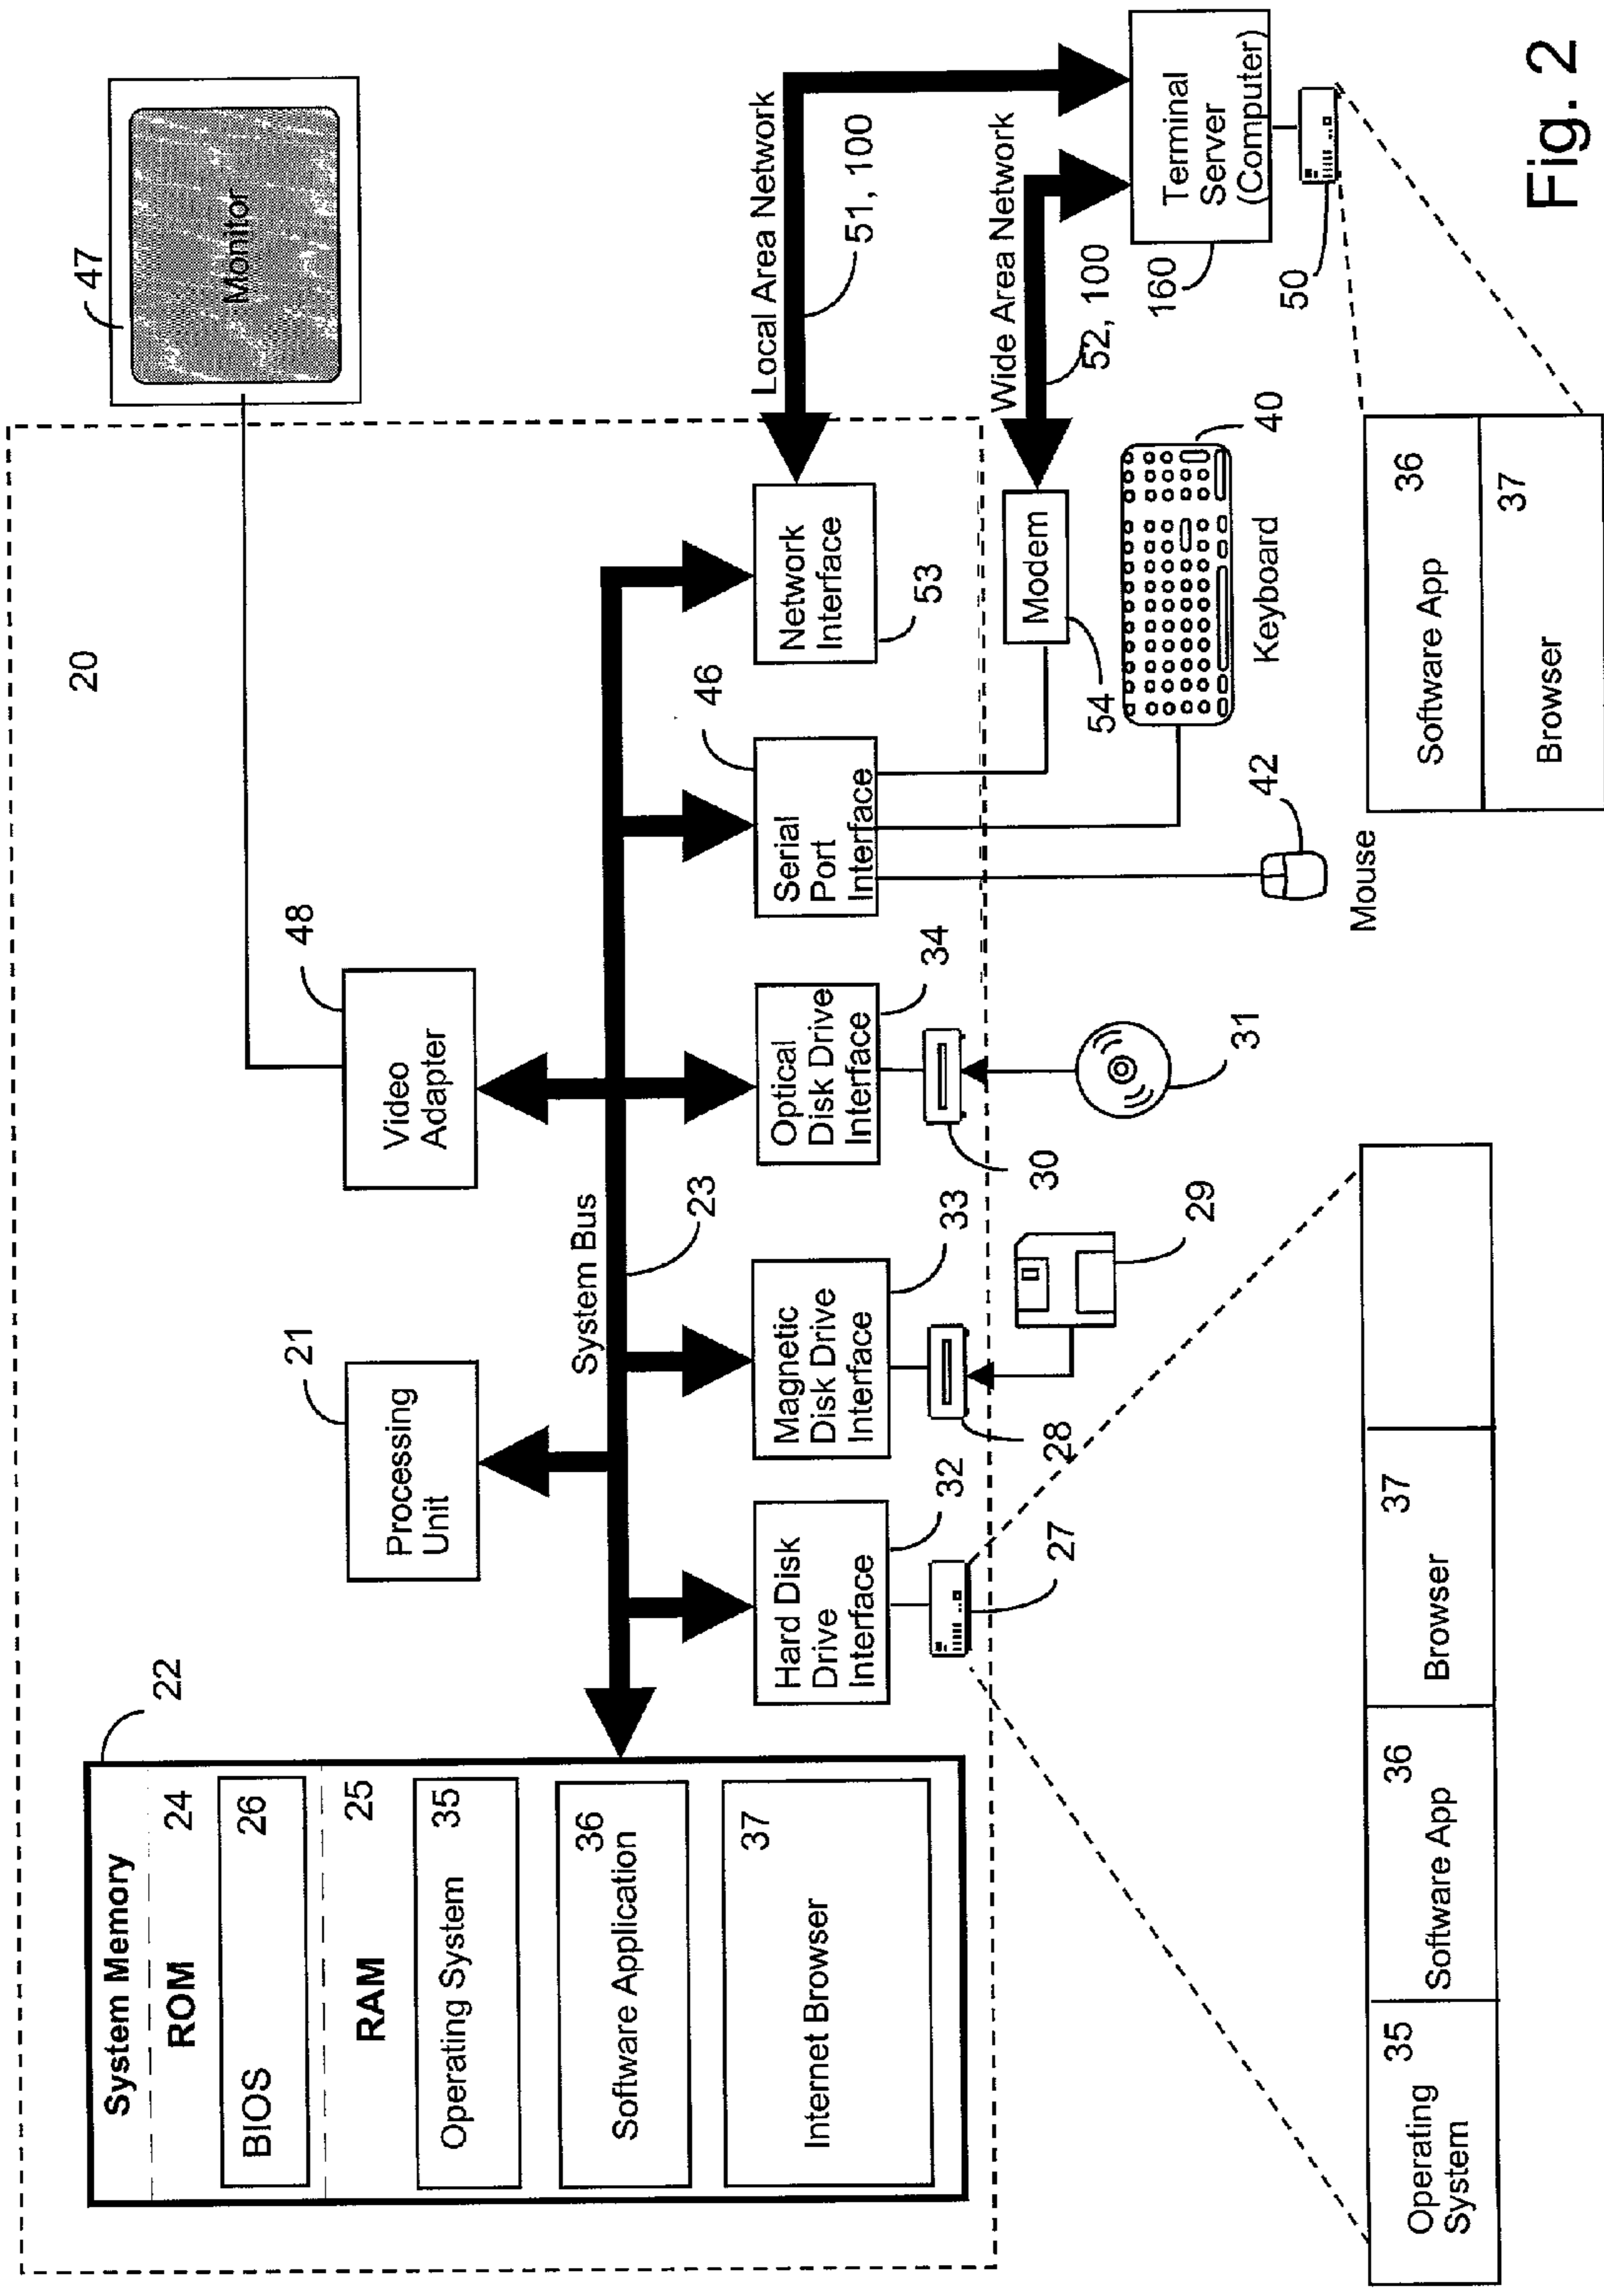 20
47
Monitor
System Memory
22
ROM
24
BIOS
26
RAM
25
Operating System
35
Software Application
36
Internet Browser
37
Processing
Unit
21
Video
Adapter
48
System Bus
23
Hard Disk
Drive
Interface
32
Magnetic
Disk Drive
Interface
33
Optical
Disk Drive
Interface
34
Serial
Port
Interface
46
Network
Interface
53
Local Area Network
51, 100
Wide Area Network
52, 100
27
28
29
30
31
Modem
54
Keyboard
40
Mouse
42
Terminal
Server
(Computer)
160
50
Operating
System
35
Software App
36
Browser
37
Software App
36
Browser
37
Fig. 2